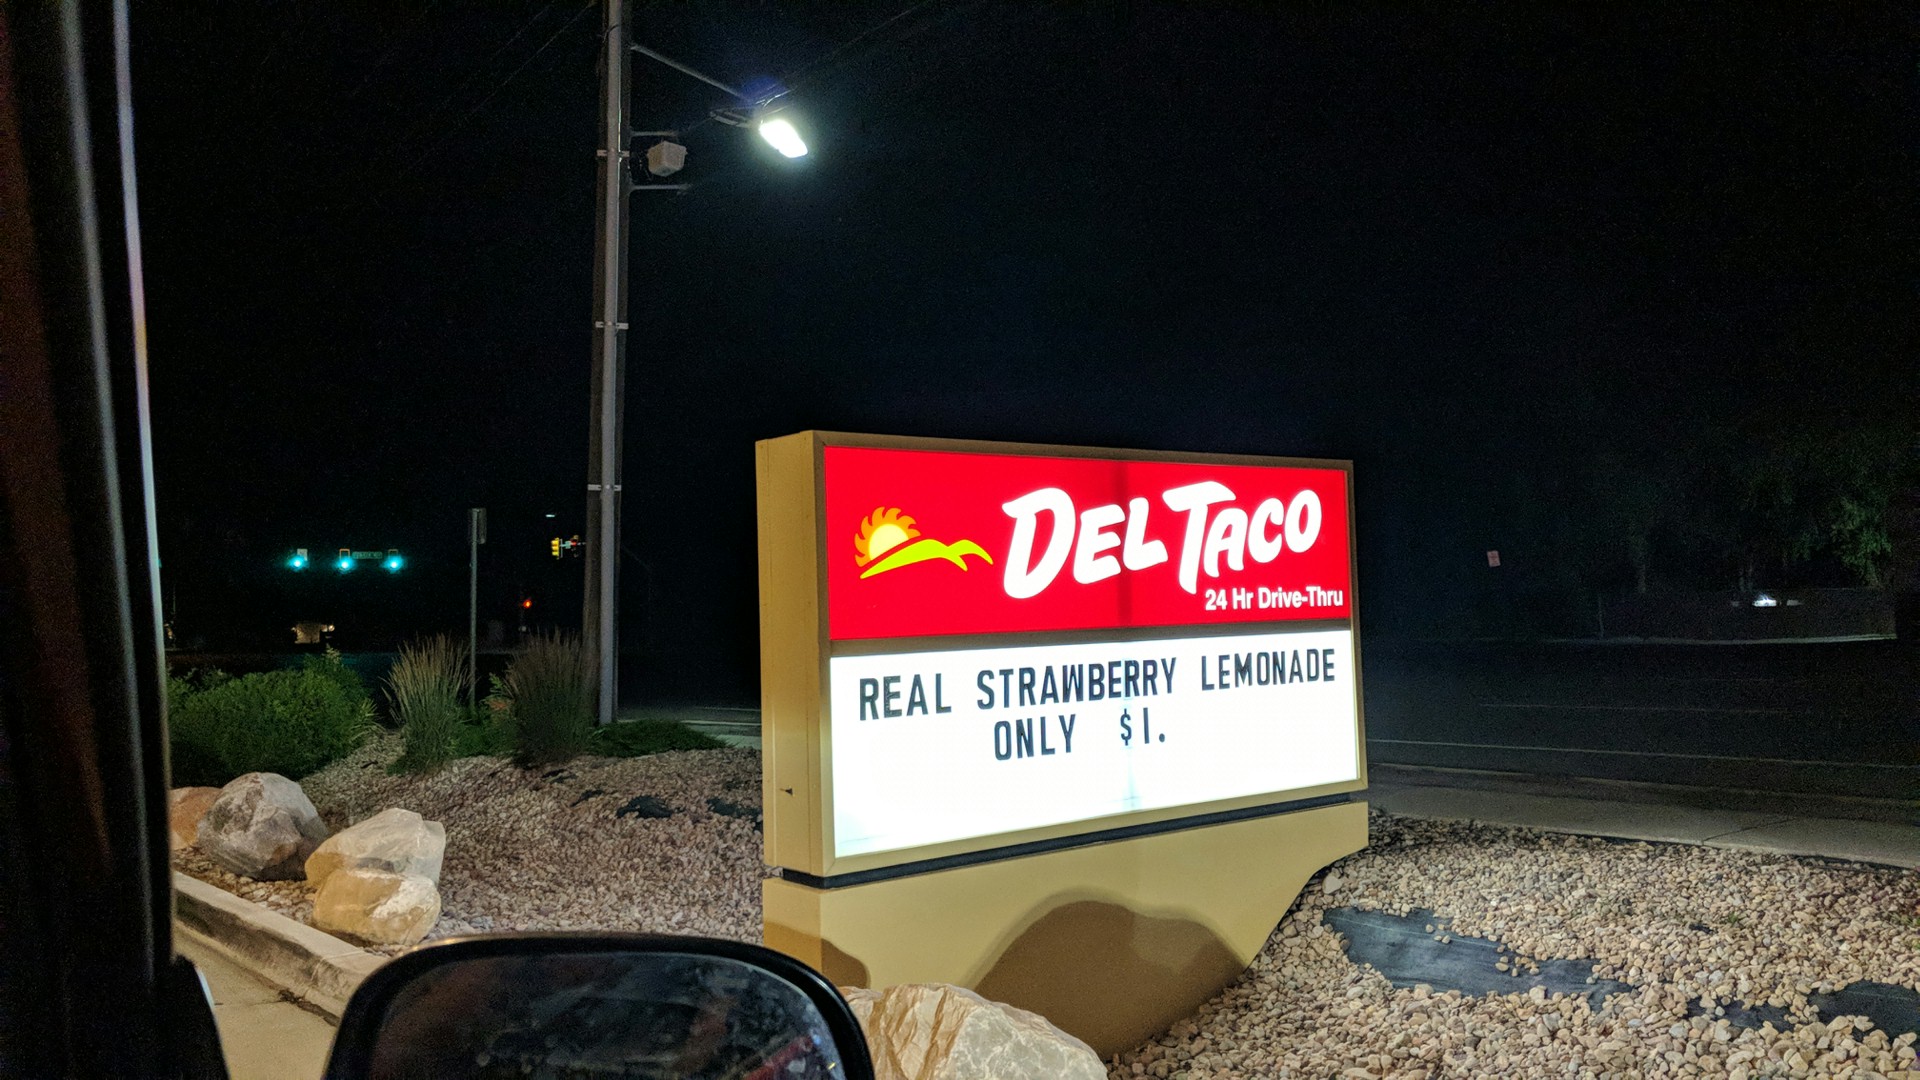 DEL TACO
24 Hr Drive-Thru
REAL STRAWBERRY LEMONADE
ONLY $1.